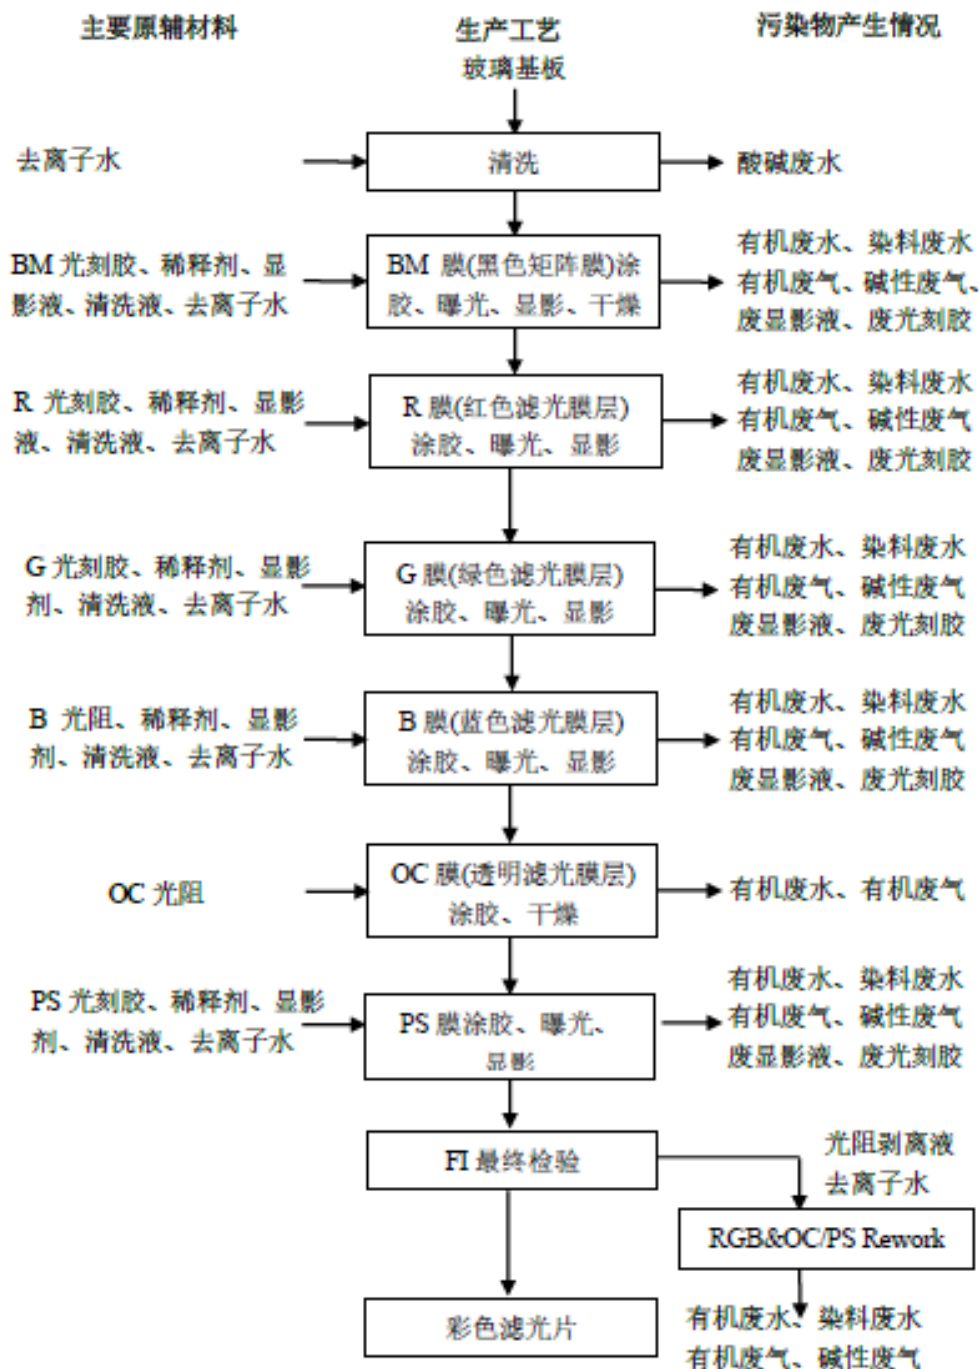 主要原辅材料
生产工艺
污染物产生情况
玻璃基板
去离子水
清洗
酸碱废水
BM 光刻胶、稀释剂、显
影液、清洗液、去离子水
BM 膜(黑色矩阵膜)涂
胶、曝光、显影、干燥
有机废水、染料废水
有机废气、碱性废气、
废显影液、废光刻胶
R 光刻胶、稀释剂、显影
液、清洗液、去离子水
R 膜(红色滤光膜层)
涂胶、曝光、显影
有机废水、染料废水
有机废气、碱性废气
废显影液、废光刻胶
G 光刻胶、稀释剂、显影
剂、清洗液、去离子水
G 膜(绿色滤光膜层)
涂胶、曝光、显影
有机废水、染料废水
有机废气、碱性废气
废显影液、废光刻胶
B 光阻、稀释剂、显影
剂、清洗液、去离子水
B 膜(蓝色滤光膜层)
涂胶、曝光、显影
有机废水、染料废水
有机废气、碱性废气
废显影液、废光刻胶
OC 光阻
OC 膜(透明滤光膜层)
涂胶、干燥
有机废水、有机废气
PS 光刻胶、稀释剂、显影
剂、清洗液、去离子水
PS 膜涂胶、曝光、
显影
有机废水、染料废水
有机废气、碱性废气
废显影液、废光刻胶
FI 最终检验
光阻剥离液
去离子水
RGB&OC/PS Rework
彩色滤光片
有机废水、染料废水
有机废气、碱性废气